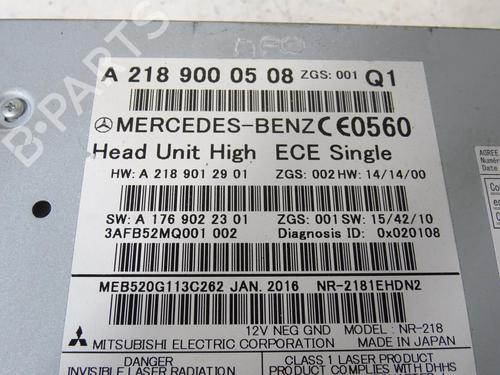 A 218 900 05 08 ZGS: 001 Q1
MERCEDES-BENZ CE0560
Head Unit High ECE Single
HW: A 218 901 29 01 ZGS: 002 HW: 14/14/00
SW: A 176 902 23 01 ZGS: 001 SW: 15/42/10
3AFB52MQ001 002 Diagnosis ID: 0x020108
MEB520G113C262 JAN. 2016 NR-2181EHDN2
12V NEG GND MODEL: NR-218
MITSUBISHI ELECTRIC CORPORATION MADE IN JAPAN
DANGER
INVISIBLE LASER RADIATION
CLASS 1 LASER PRODUCT
PRODUCT COMPLIES WITH DHHS
AGREE
Numér
Date